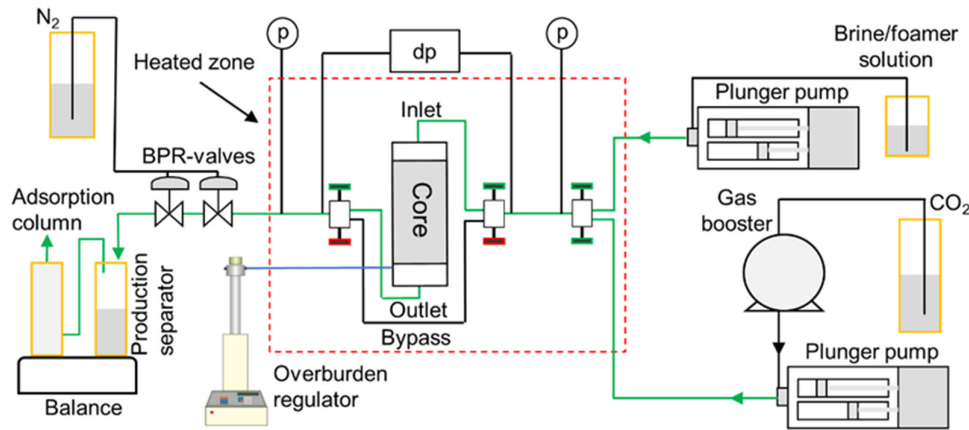 N2
p
dp
p
Brine/foamer
solution
Heated zone
Plunger pump
Inlet
BPR-valves
Adsorption
column
Core
Gas
booster
CO2
Production
separator
Outlet
Bypass
Balance
Overburden
regulator
Plunger pump